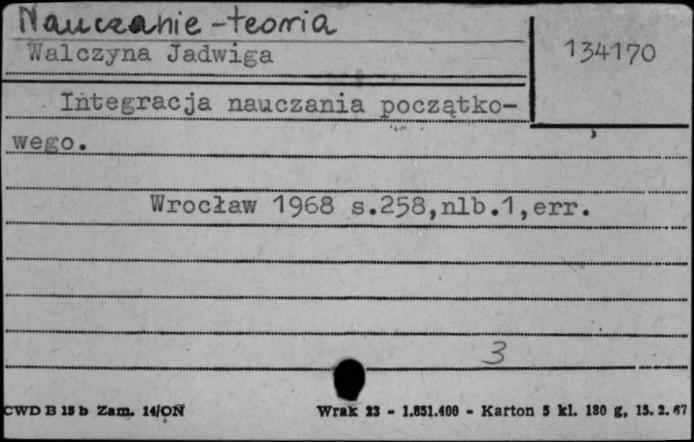 Nauczanie - teoria
Walczyna Jadwiga
134170
Integracja nauczania początko-
wego.
Wrocław 1968 s.258,nlb.1,err.
3
CWD B 15 b Zam. 14/ON
Wrak 23 - 1.851.400 - Karton 5 kl. 180 g, 15. 2. 67